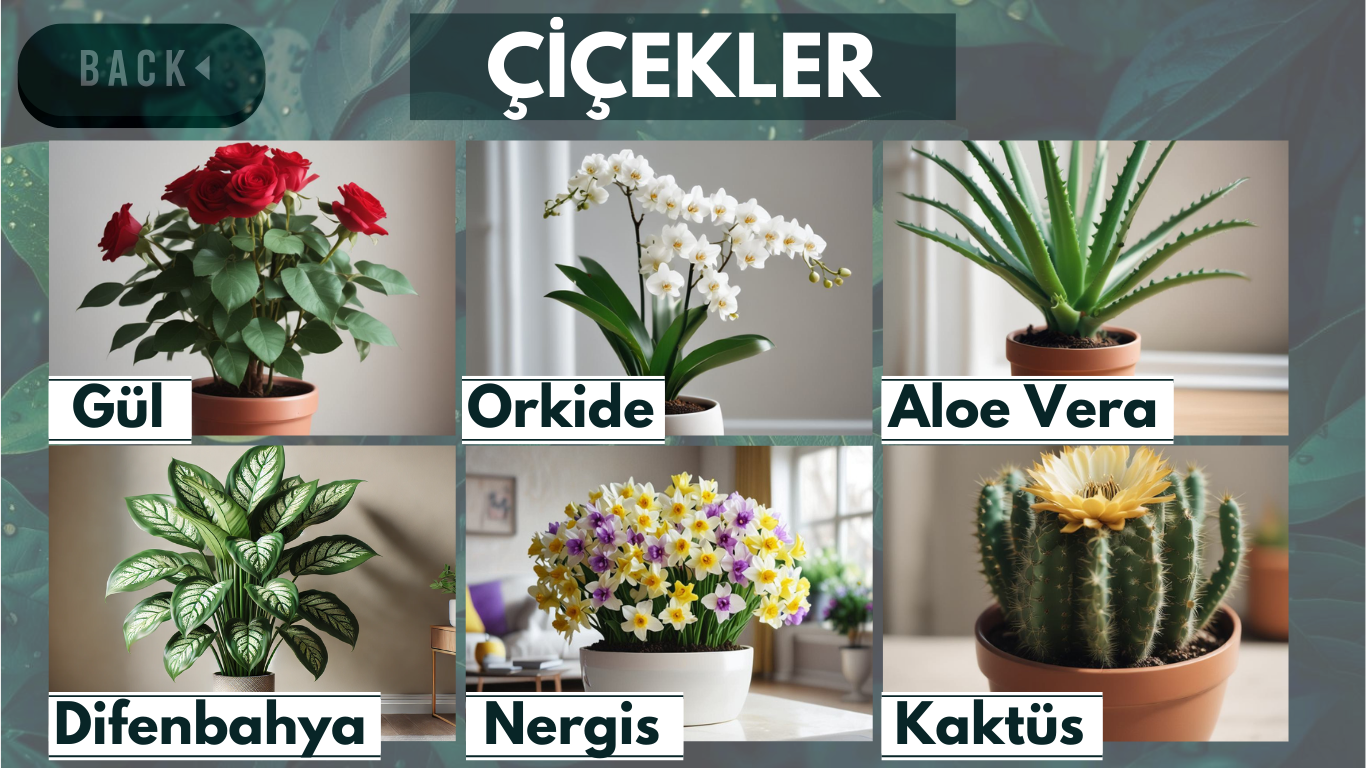 BACK
ÇİÇEKLER
Gül
Orkide
Aloe Vera
Difenbahya
Nergis
Kaktüs